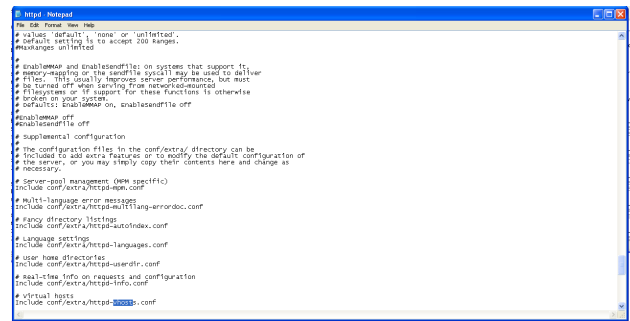 httpd - Notepad
File Edit Format View Help
# values 'default', 'none' or 'unlimited'.
# Default setting is to accept 200 Ranges.
#MaxRanges unlimited
#
# EnableMMAP and EnableSendfile: On systems that support it,
# memory-mapping or the sendfile syscall may be used to deliver
# files.  This usually improves server performance, but must
# be turned off when serving from networked-mounted
# filesystems or if support for these functions is otherwise
# broken on your system.
# Defaults: EnableMMAP On, EnableSendfile Off
#
#EnableMMAP off
#EnableSendfile off
# Supplemental configuration
#
# The configuration files in the conf/extra/ directory can be
# included to add extra features or to modify the default configuration of
# the server, or you may simply copy their contents here and change as
# necessary.
# Server-pool management (MPM specific)
Include conf/extra/httpd-mpm.conf
# Multi-language error messages
Include conf/extra/httpd-multilang-errordoc.conf
# Fancy directory listings
Include conf/extra/httpd-autoindex.conf
# Language settings
Include conf/extra/httpd-languages.conf
# User home directories
Include conf/extra/httpd-userdir.conf
# Real-time info on requests and configuration
Include conf/extra/httpd-info.conf
# Virtual hosts
Include conf/extra/httpd-vhosts.conf